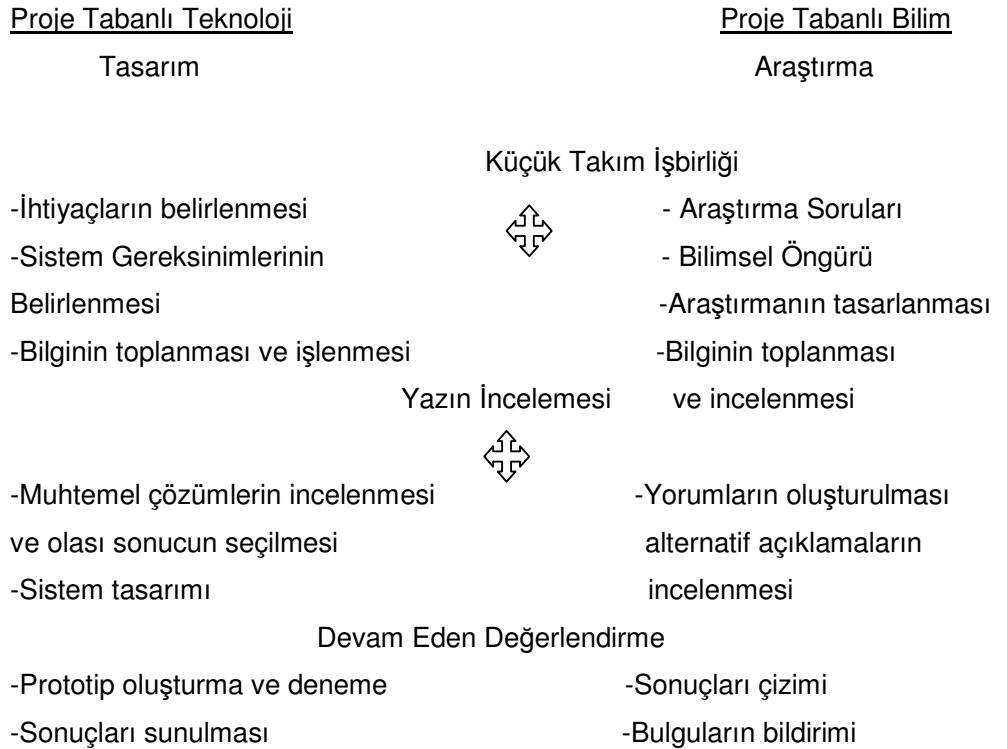 Proje Tabanlı Teknoloji Proje Tabanlı Bilim
Tasarım Araştırma
Küçük Takım İşbirliği
-İhtiyaçların belirlenmesi - Araştırma Soruları
-Sistem Gereksinimlerinin - Bilimsel Öngürü
Belirlenmesi -Araştırmanın tasarlanması
-Bilginin toplanması ve işlenmesi -Bilginin toplanması
Yazın İncelemesi ve incelenmesi
-Muhtemel çözümlerin incelenmesi -Yorumların oluşturulması
ve olası sonucun seçilmesi alternatif açıklamaların
-Sistem tasarımı incelenmesi
Devam Eden Değerlendirme
-Prototip oluşturma ve deneme -Sonuçları çizimi
-Sonuçları sunulması -Bulguların bildirimi